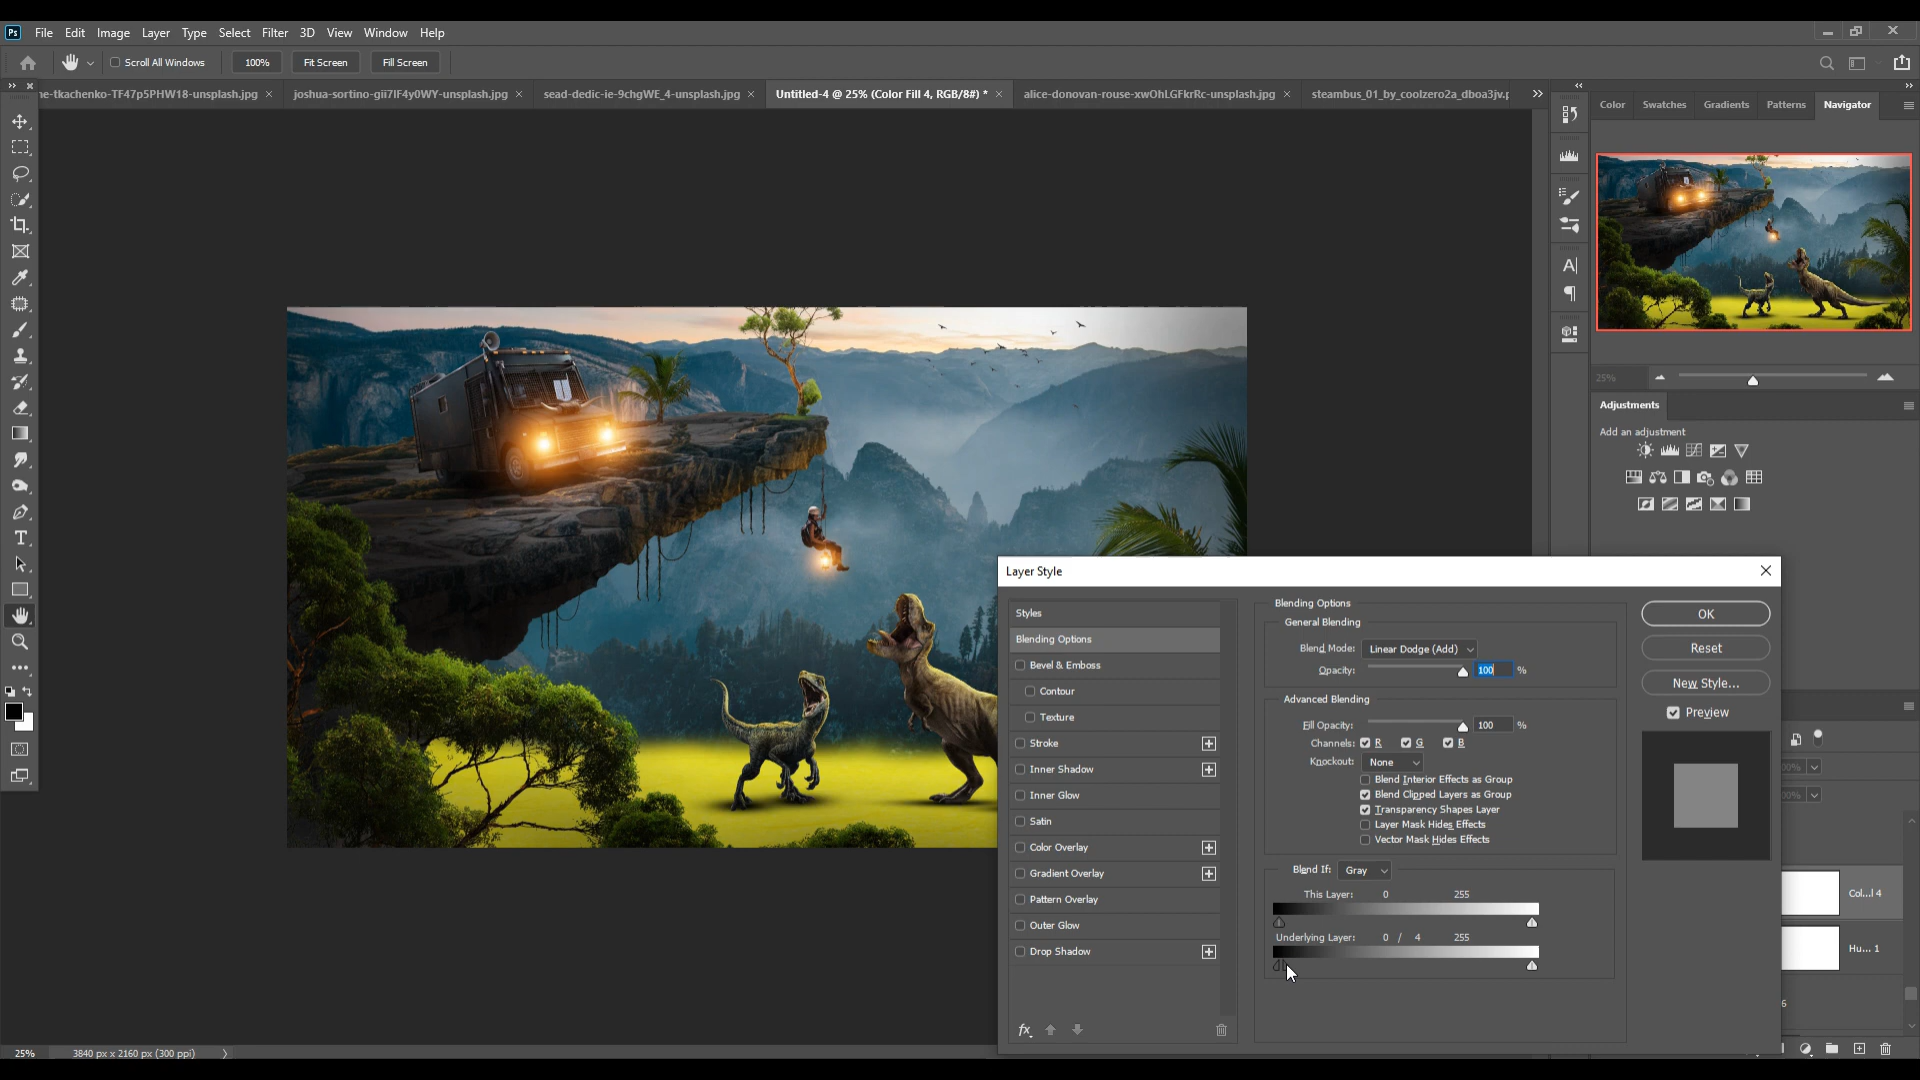 Ps File Edit Image Layer Type Select Filter 3D View Window Help
Scroll All Windows 100% Fit Screen Fill Screen
ne-tkachenko-TF47p5PHW18-unsplash.jpg × joshua-sortino-gii7IF4y0WY-unsplash.jpg × sead-dedic-ie-9chgWE_4-unsplash.jpg × Untitled-4 @ 25% (Color Fill 4, RGB/8#) * × alice-donovan-rouse-xwOhLGFkrRc-unsplash.jpg × steambus_01_by_coolzero2a_dboa3jv.p
Color Swatches Gradients Patterns Navigator
25%
Adjustments
Add an adjustment
Layer Style
Styles
Blending Options
Bevel & Emboss
Contour
Texture
Stroke
Inner Shadow
Inner Glow
Satin
Color Overlay
Gradient Overlay
Pattern Overlay
Outer Glow
Drop Shadow
fx
Blending Options
General Blending
Blend Mode: Linear Dodge (Add)
Opacity: 100 %
Advanced Blending
Fill Opacity: 100 %
Channels: R G B
Knockout: None
Blend Interior Effects as Group
Blend Clipped Layers as Group
Transparency Shapes Layer
Layer Mask Hides Effects
Vector Mask Hides Effects
Blend If: Gray
This Layer: 0 255
Underlying Layer: 0 / 4 255
OK
Reset
New Style...
Preview
Col...l 4
Hu... 1
6
25% 3840 px x 2160 px (300 ppi)